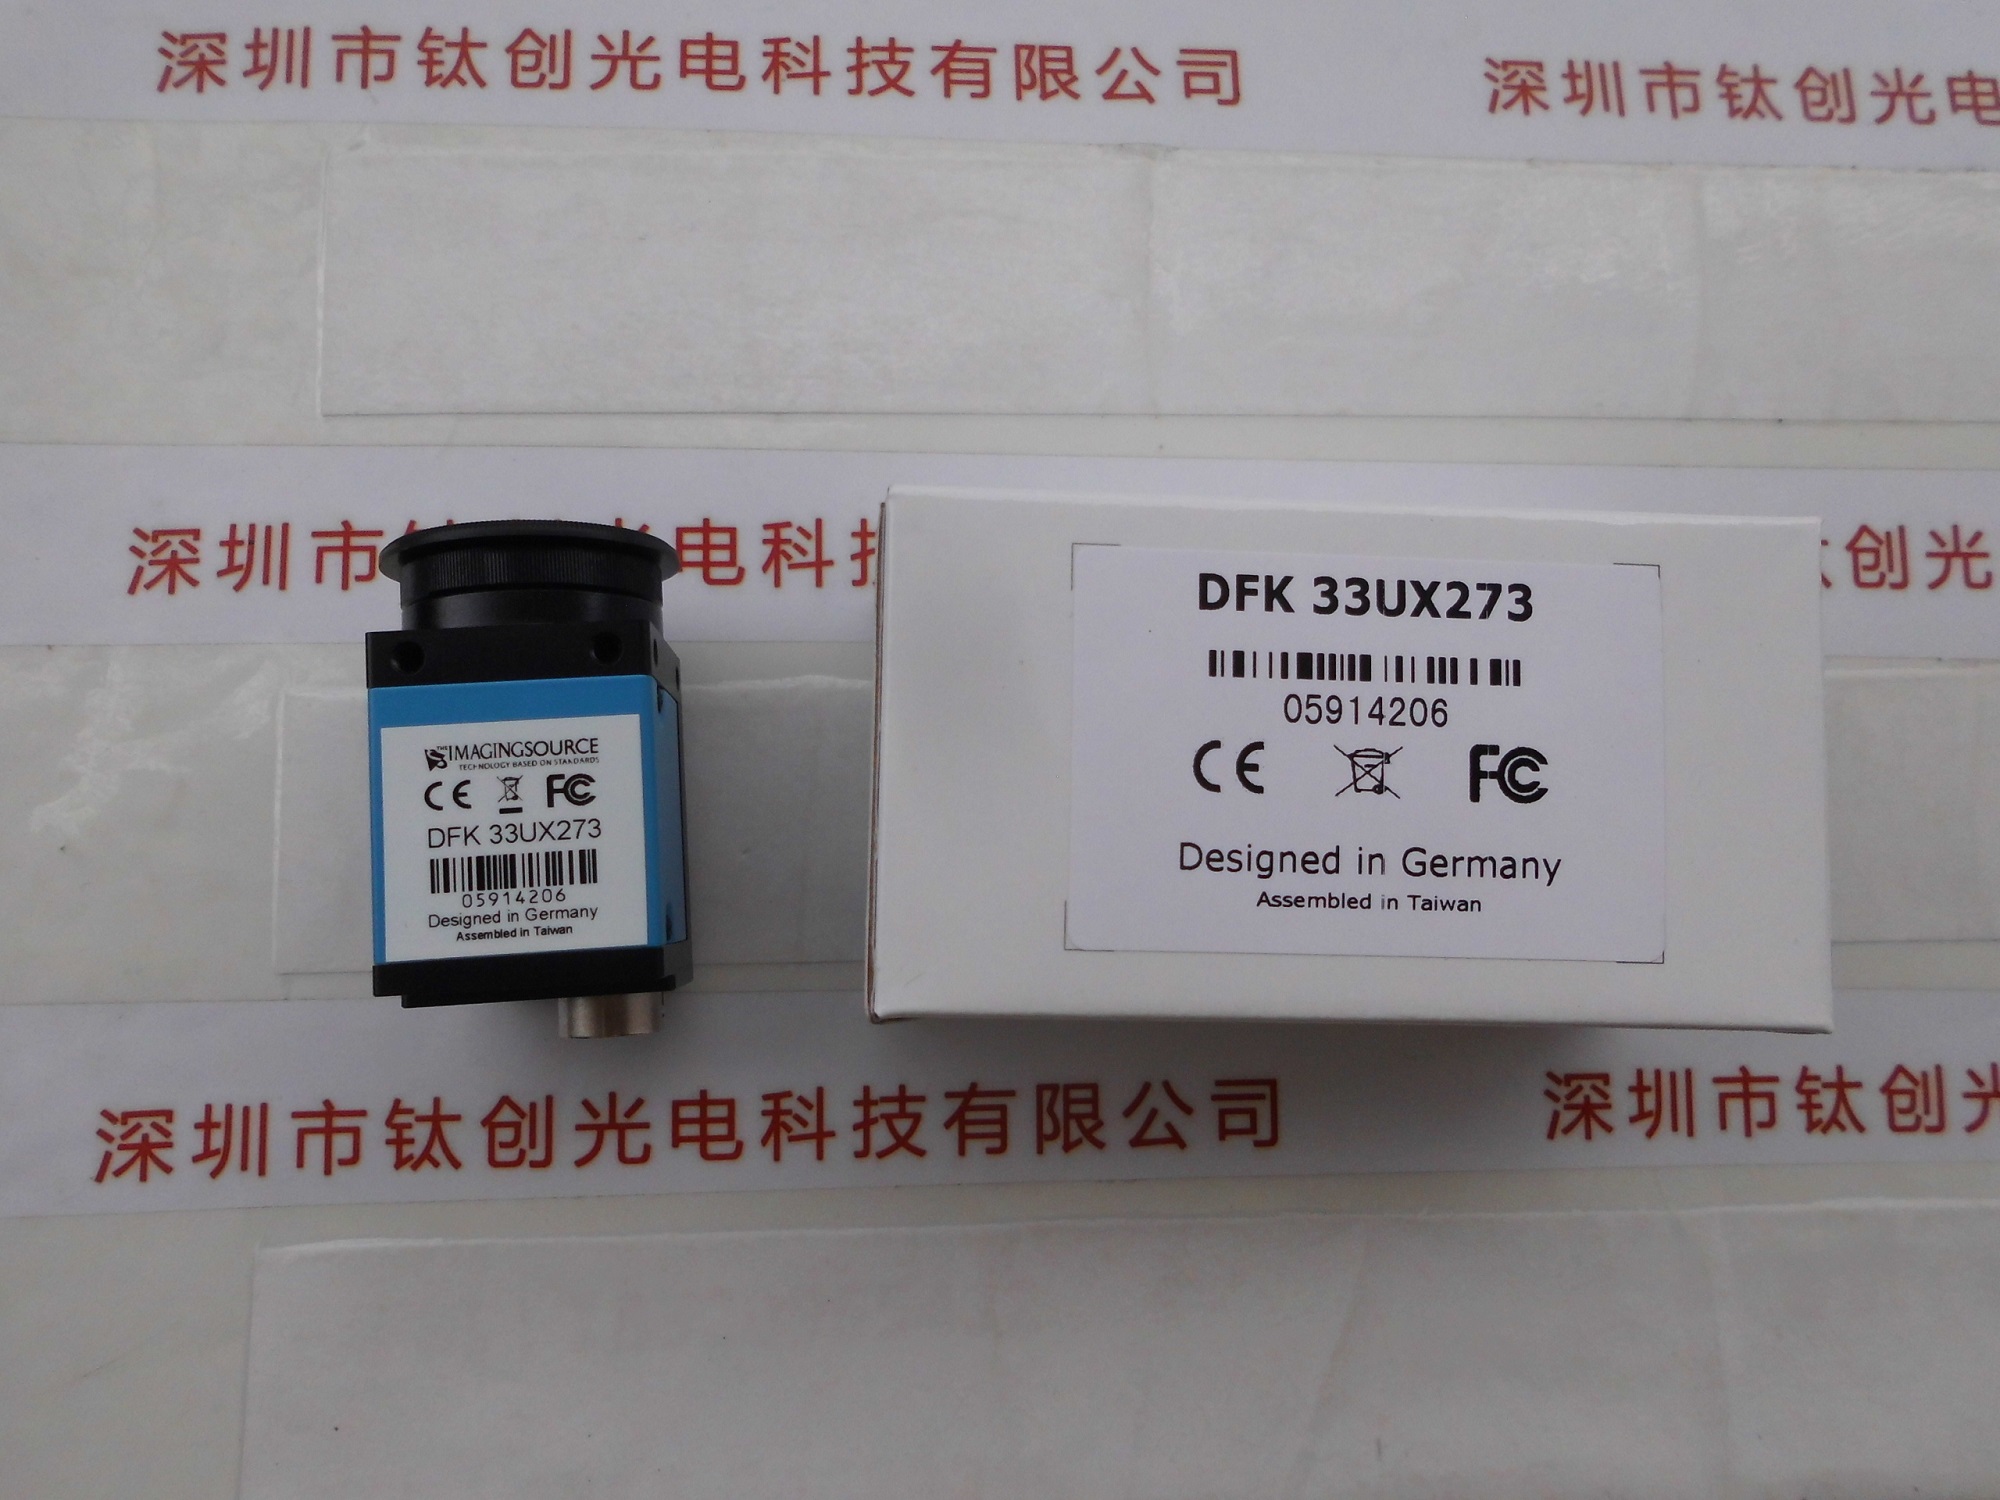 深圳市钛创光电科技有限公司
深圳市钛创光电
深圳市
光电科
创光
THE IMAGINGSOURCE
TECHNOLOGY BASED ON STANDARDS
CE FC
DFK 33UX273
05914206
Designed in Germany
Assembled in Taiwan
DFK 33UX273
05914206
CE FC
Designed in Germany
Assembled in Taiwan
深圳市钛创光电科技有限公司
深圳市钛创